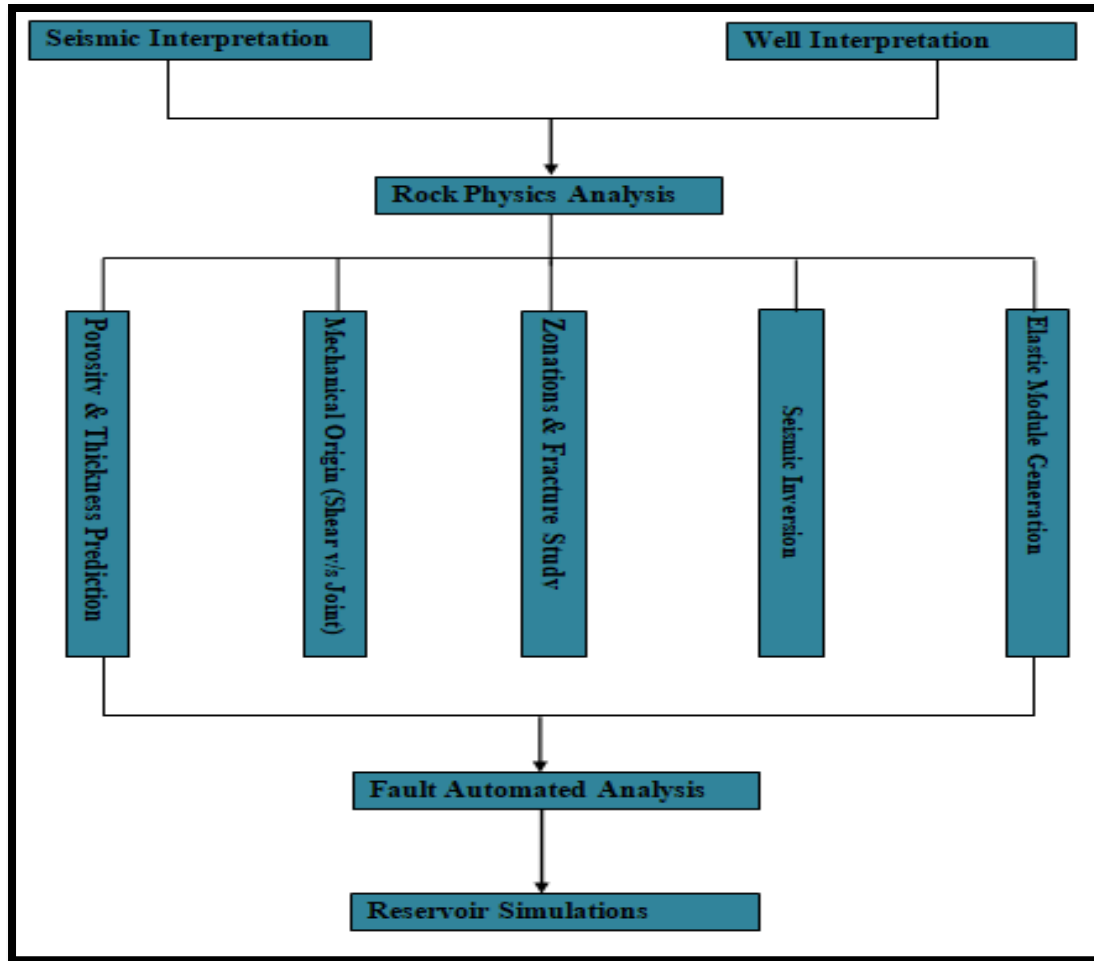 Seismic Interpretation
Well Interpretation
Rock Physics Analysis
Porosity & Thickness Prediction
Mechanical Origin (Shear v/s Joint)
Zonations & Fracture Study
Seismic Inversion
Elastic Module Generation
Fault Automated Analysis
Reservoir Simulations